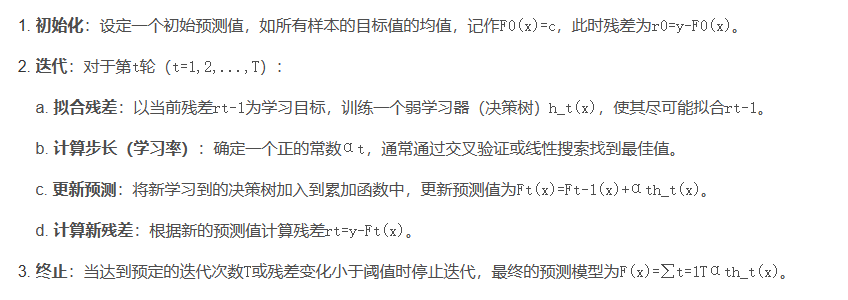 1. 初始化：设定一个初始预测值，如所有样本的目标值的均值，记作F0(x)=c，此时残差为r0=y-F0(x)。
2. 迭代：对于第t轮（t=1,2,...,T）：
a. 拟合残差：以当前残差rt-1为学习目标，训练一个弱学习器（决策树）h_t(x)，使其尽可能拟合rt-1。
b. 计算步长（学习率）：确定一个正的常数αt，通常通过交叉验证或线性搜索找到最佳值。
c. 更新预测：将新学习到的决策树加入到累加函数中，更新预测值为Ft(x)=Ft-1(x)+αth_t(x)。
d. 计算新残差：根据新的预测值计算残差rt=y-Ft(x)。
3. 终止：当达到预定的迭代次数T或残差变化小于阈值时停止迭代，最终的预测模型为F(x)=∑t=1Tαth_t(x)。